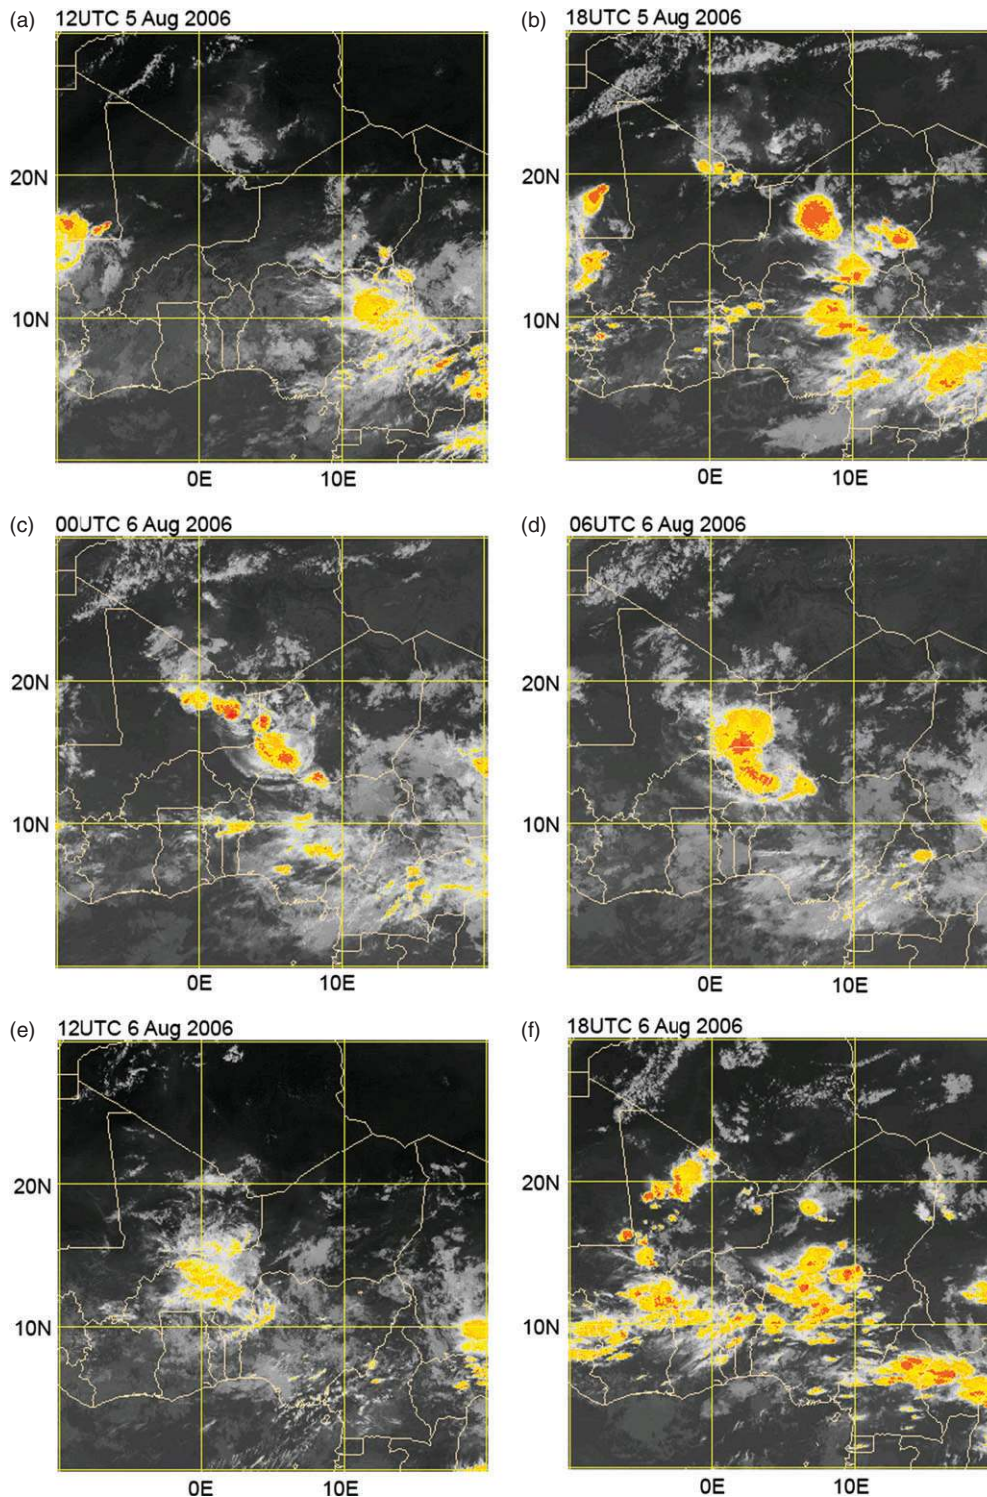 (a) 12UTC 5 Aug 2006
(b) 18UTC 5 Aug 2006
20N
20N
10N
10N
0E
10E
0E
10E
(c) 00UTC 6 Aug 2006
(d) 06UTC 6 Aug 2006
20N
20N
10N
10N
0E
10E
0E
10E
(e) 12UTC 6 Aug 2006
(f) 18UTC 6 Aug 2006
20N
20N
10N
10N
0E
10E
0E
10E